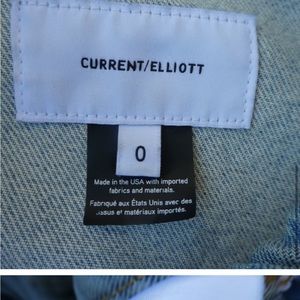 CURRENT/ELLIOTT
0
Made in the USA with imported
fabrics and materials.
Fabriqué aux États Unis avec des
et matériaux importés.